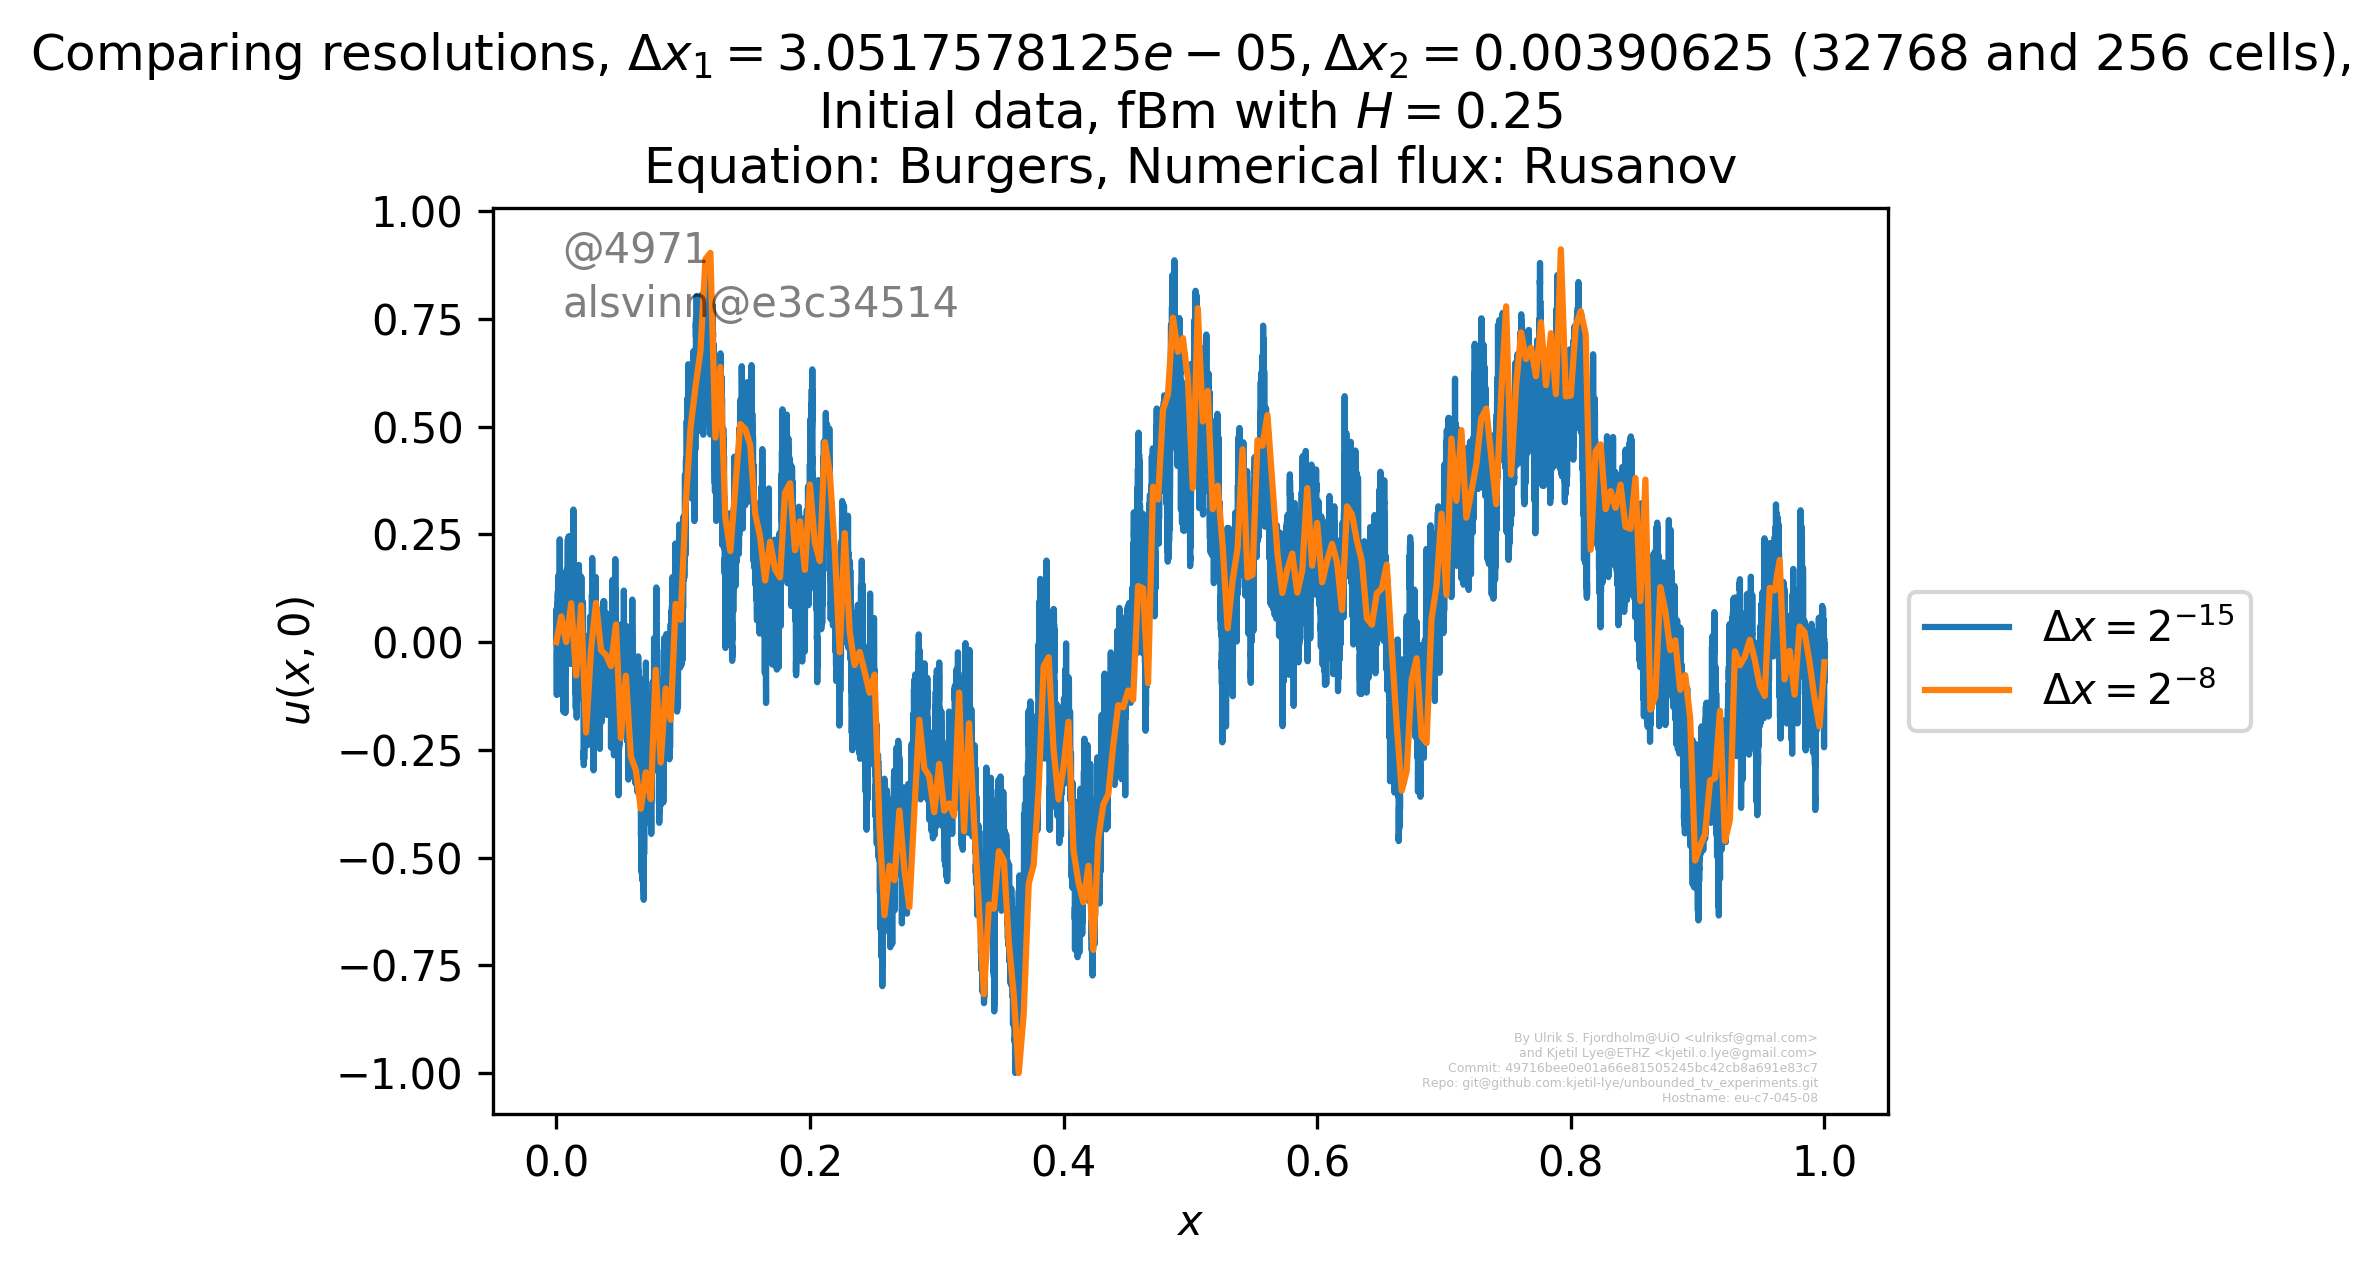 Comparing resolutions, Δx₁ = 3.0517578125e − 05, Δx₂ = 0.00390625 (32768 and 256 cells),
Initial data, fBm with H = 0.25
Equation: Burgers, Numerical flux: Rusanov
@4971
alsvinn@e3c34514
1.00
0.75
0.50
0.25
0.00
−0.25
−0.50
−0.75
−1.00
u(x, 0)
Δx = 2⁻¹⁵
Δx = 2⁻⁸
By Ulrik S. Fjordholm@UiO <ulriksf@gmal.com>
and Kjetil Lye@ETHZ <kjetil.o.lye@gmail.com>
Commit: 49716bee0e01a66e81505245bc42cb8a691e83c7
Repo: git@github.com:kjetil-lye/unbounded_tv_experiments.git
Hostname: eu-c7-045-08
0.0 0.2 0.4 0.6 0.8 1.0
x